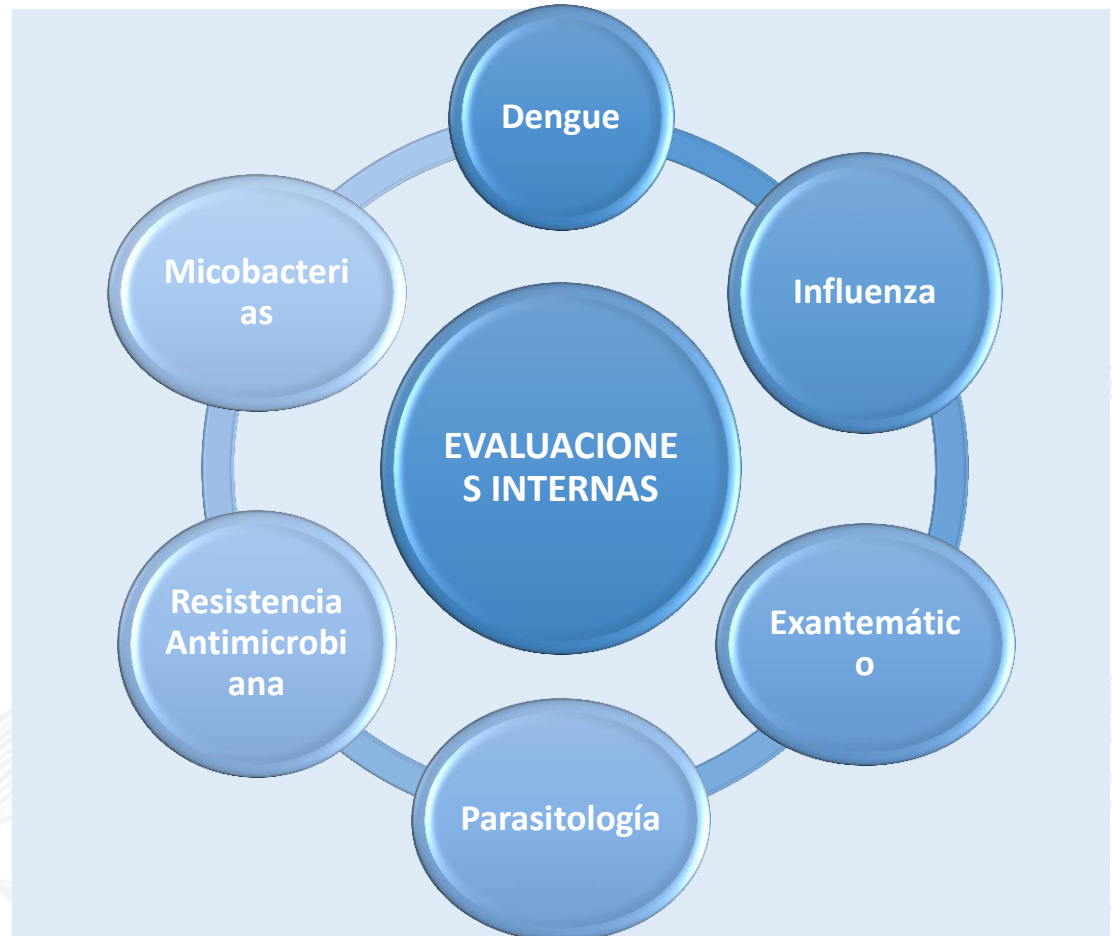 Dengue
Influenza
Exantemátic
o
Parasitología
Resistencia
Antimicrobi
ana
Micobacteri
as
EVALUACIONE
S INTERNAS